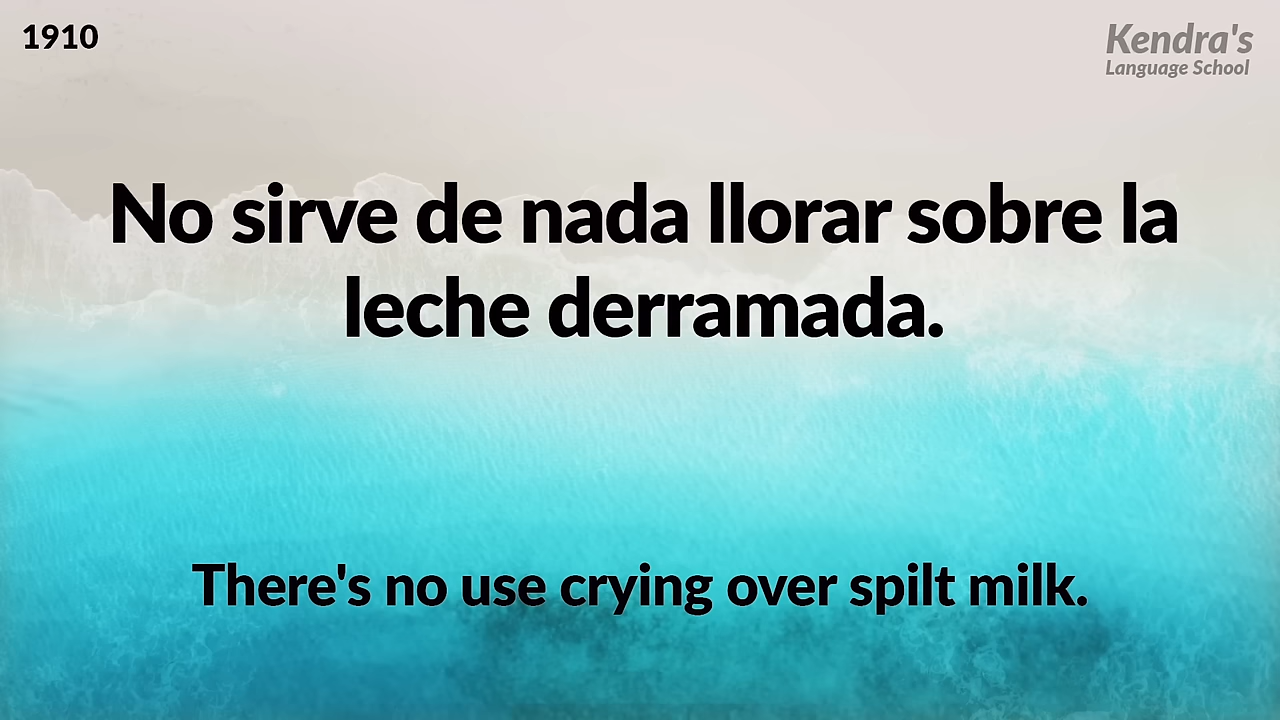 1910
Kendra's
Language School
No sirve de nada llorar sobre la
leche derramada.
There's no use crying over spilt milk.